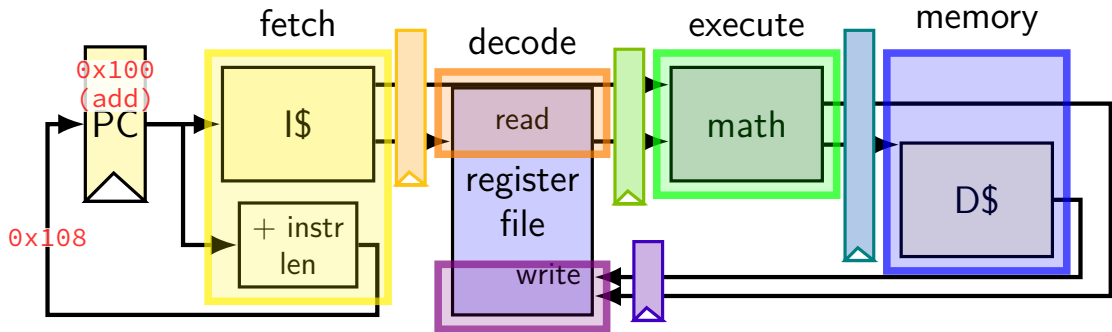 fetch
decode
execute
memory
0x100
(add)
PC
I$
read
math
register
file
D$
0x108
+ instr
len
write